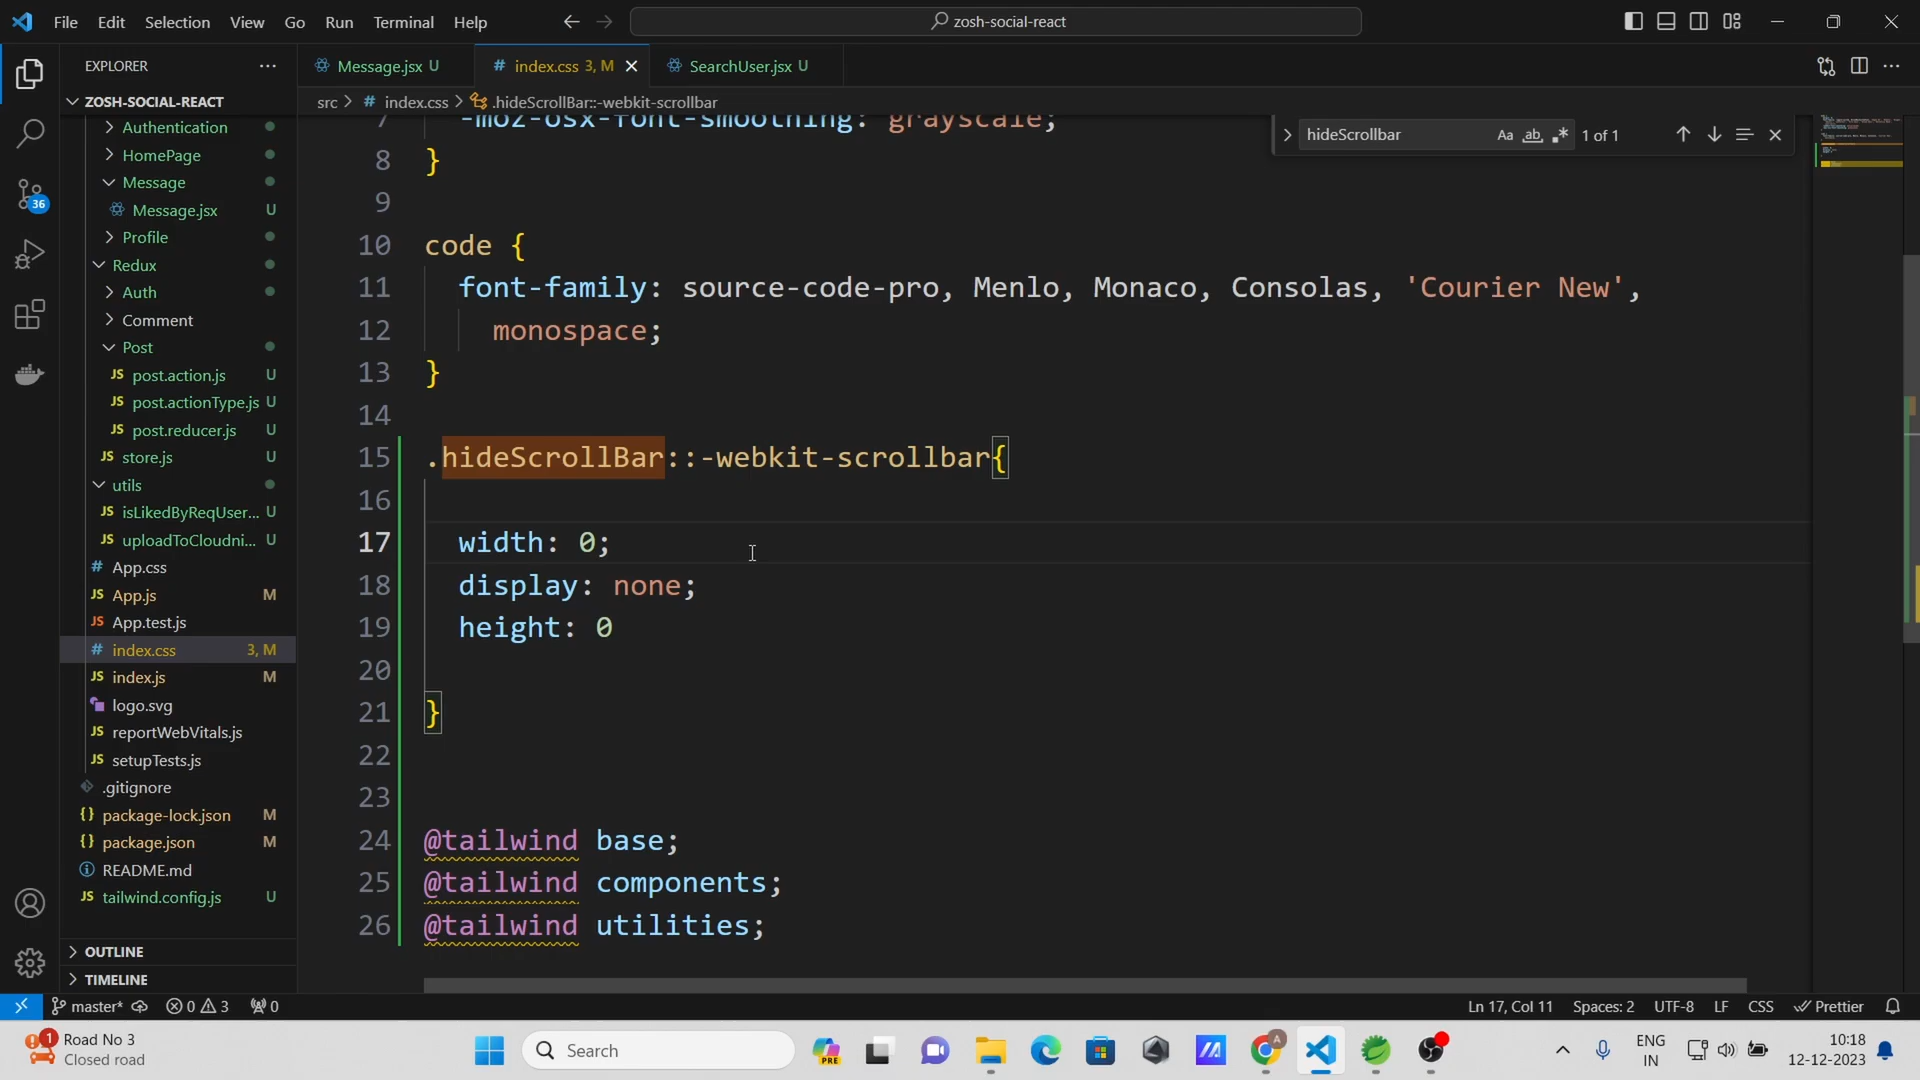 File Edit Selection View Go Run Terminal Help
zosh-social-react
EXPLORER
Message.jsx U
# index.css 3, M
SearchUser.jsx U
ZOSH-SOCIAL-REACT
src > # index.css > .hideScrollBar::-webkit-scrollbar
hideScrollbar Aa ab 1 of 1
Authentication
HomePage
Message
Message.jsx U
Profile
Redux
Auth
Comment
Post
JS post.action.js U
JS post.actionType.js U
JS post.reducer.js U
JS store.js U
utils
JS isLikedByReqUser... U
JS uploadToCloudni... U
# App.css
JS App.js M
JS App.test.js
# index.css 3, M
JS index.js M
logo.svg
JS reportWebVitals.js
JS setupTests.js
.gitignore
{} package-lock.json M
{} package.json M
README.md
JS tailwind.config.js U
OUTLINE
TIMELINE
7 -moz-osx-font-smoothing: grayscale;
8 }
9
10 code {
11 font-family: source-code-pro, Menlo, Monaco, Consolas, 'Courier New',
12 monospace;
13 }
14
15 .hideScrollBar::-webkit-scrollbar{
16
17 width: 0;
18 display: none;
19 height: 0
20
21 }
22
23
24 @tailwind base;
25 @tailwind components;
26 @tailwind utilities;
36
master* 0 3 0
Ln 17, Col 11 Spaces: 2 UTF-8 LF CSS Prettier
1 Road No 3
Closed road
Search
PRE
A
ENG
IN
10:18
12-12-2023